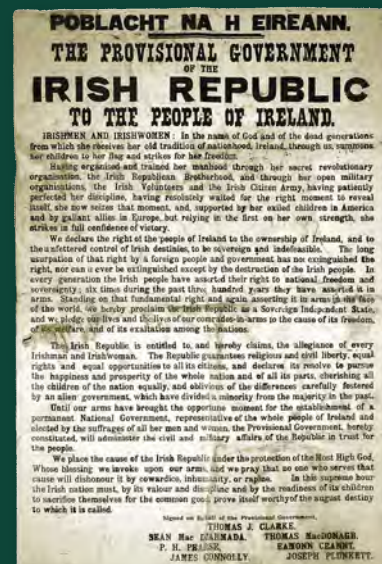 POBLACHT NA H EIREANN.
THE PROVISIONAL GOVERNMENT
OF THE
IRISH REPUBLIC
TO THE PEOPLE OF IRELAND.
IRISHMEN AND IRISHWOMEN: In the name of God and of the dead generations
from which she receives her old tradition of nationhood, Ireland, through us, summons
her children to her flag and strikes for her freedom.
Having organised and trained her manhood through her secret revolutionary
organisation, the Irish Republican Brotherhood, and through her open military
organisations, the Irish Volunteers and the Irish Citizen Army, having patiently
perfected her discipline, having resolutely waited for the right moment to reveal
itself, she now seizes that moment, and, supported by her exiled children in America
and by gallant allies in Europe, but relying in the first on her own strength, she
strikes in full confidence of victory.
We declare the right of the people of Ireland to the ownership of Ireland, and to
the unfettered control of Irish destinies, to be sovereign and indefeasible. The long
usurpation of that right by a foreign people and government has not extinguished the
right, nor can it ever be extinguished except by the destruction of the Irish people. In
every generation the Irish people have asserted their right to national freedom and
sovereignty; six times during the past three hundred years they have asserted it in
arms. Standing on that fundamental right and again asserting it in arms in the face
of the world, we hereby proclaim the Irish Republic as a Sovereign Independent State,
and we pledge our lives and the lives of our comrades-in-arms to the cause of its freedom,
of its welfare, and of its exaltation among the nations.
The Irish Republic is entitled to, and hereby claims, the allegiance of every
Irishman and Irishwoman. The Republic guarantees religious and civil liberty, equal
rights and equal opportunities to all its citizens, and declares its resolve to pursue
the happiness and prosperity of the whole nation and of all its parts, cherishing all
the children of the nation equally, and oblivious of the differences carefully fostered
by an alien government, which have divided a minority from the majority in the past.
Until our arms have brought the opportune moment for the establishment of a
permanent National Government, representative of the whole people of Ireland and
elected by the suffrages of all her men and women, the Provisional Government, hereby
constituted, will administer the civil and military affairs of the Republic in trust for
the people.
We place the cause of the Irish Republic under the protection of the Most High God,
Whose blessing we invoke upon our arms, and we pray that no one who serves that
cause will dishonour it by cowardice, inhumanity, or rapine. In this supreme hour
the Irish nation must, by its valour and discipline and by the readiness of its children
to sacrifice themselves for the common good, prove itself worthy of the august destiny
to which it is called.
Signed on Behalf of the Provisional Government,
THOMAS J. CLARKE.
SEAN Mac DIARMADA. THOMAS MacDONAGH.
P. H. PEARSE, EAMONN CEANNT,
JAMES CONNOLLY. JOSEPH PLUNKETT.